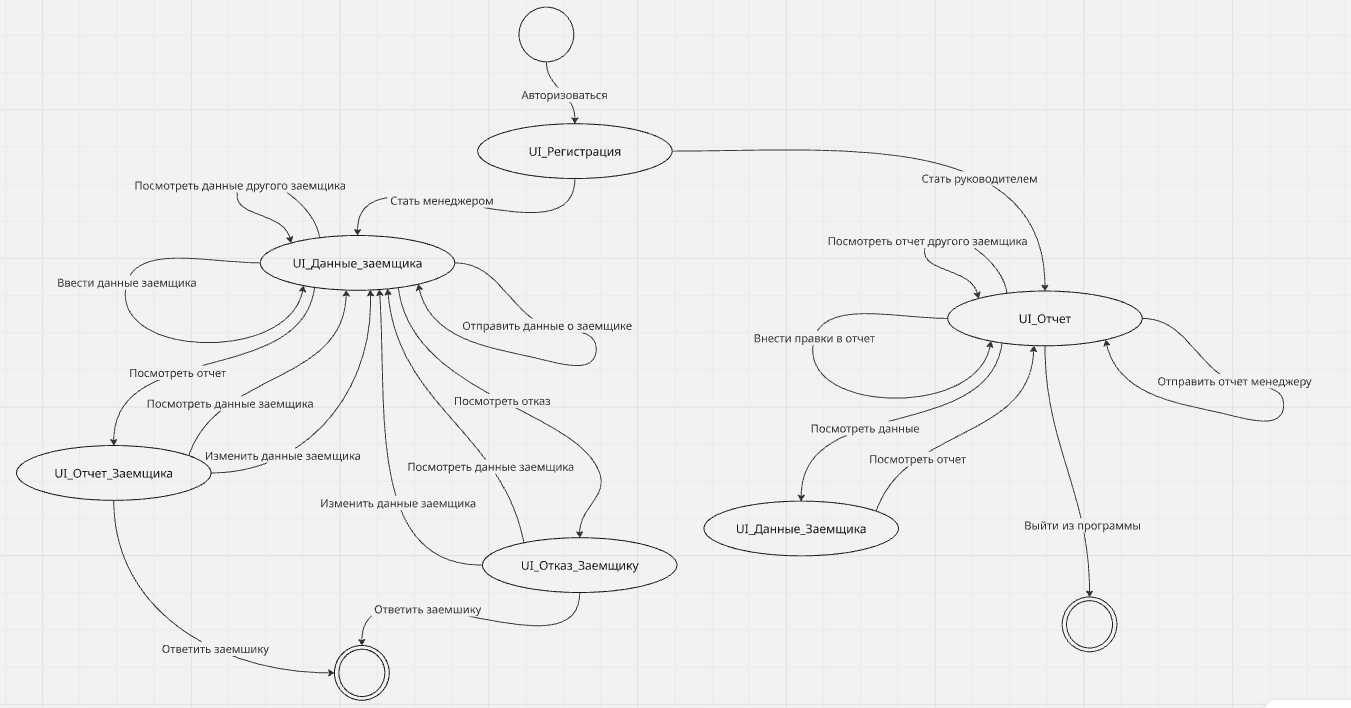 Авторизоваться
UI_Регистрация
Стать руководителем
Посмотреть данные другого заемщика
Стать менеджером
Посмотреть отчет другого заемщика
UI_Данные_заемщика
Ввести данные заемщика
UI_Отчет
Отправить данные о заемщике
Внести правки в отчет
Посмотреть отчет
Отправить отчет менеджеру
Посмотреть отказ
Посмотреть данные заемщика
Посмотреть данные
Изменить данные заемщика
Посмотреть отчет
Посмотреть данные заемщика
UI_Отчет_Заемщика
Изменить данные заемщика
UI_Данные_Заемщика
Выйти из программы
UI_Отказ_Заемщику
Ответить заемшику
Ответить заемшику